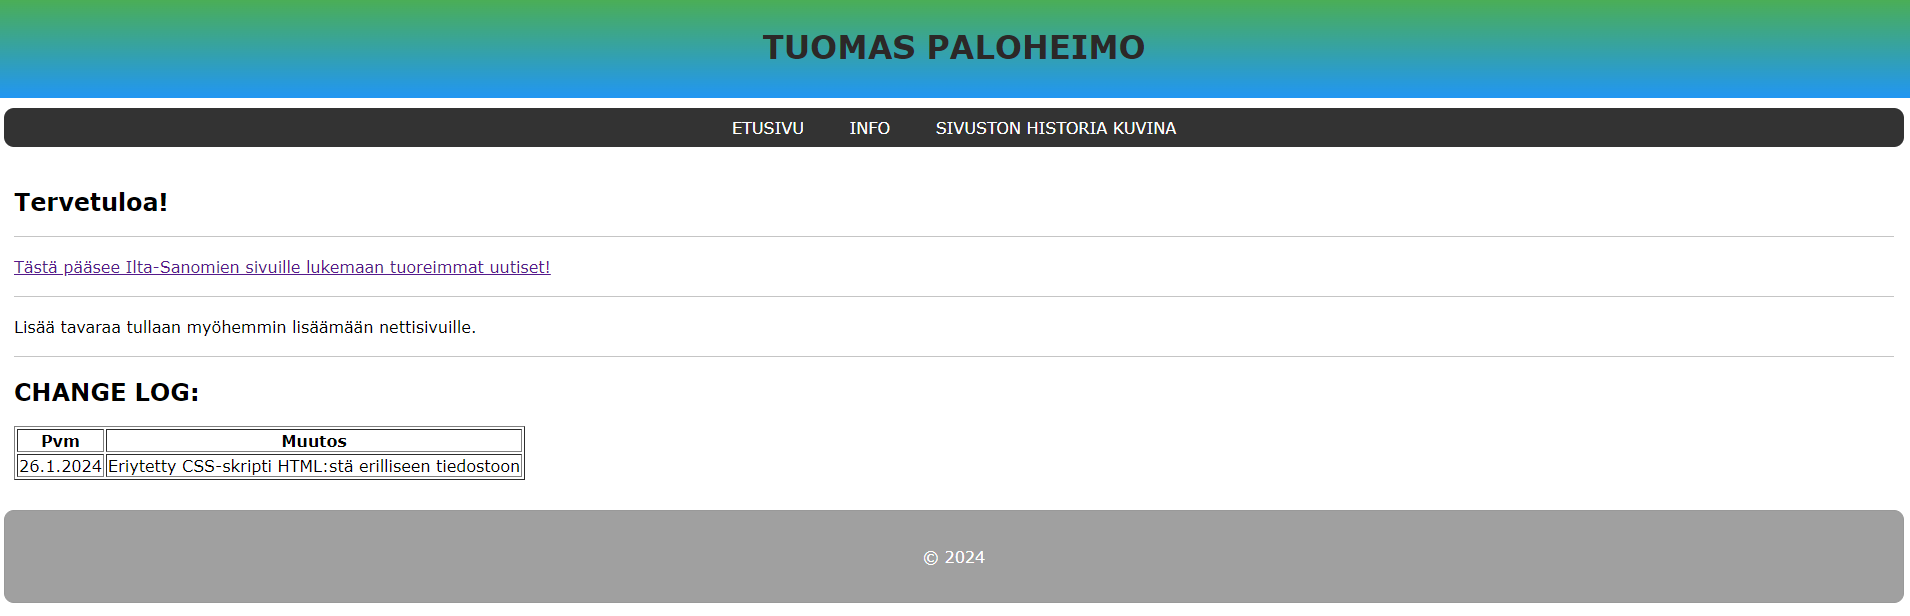 TUOMAS PALOHEIMO
ETUSIVU INFO SIVUSTON HISTORIA KUVINA
Tervetuloa!
Tästä pääsee Ilta-Sanomien sivuille lukemaan tuoreimmat uutiset!
Lisää tavaraa tullaan myöhemmin lisäämään nettisivuille.
CHANGE LOG:
Pvm Muutos
26.1.2024 Eriytetty CSS-skripti HTML:stä erilliseen tiedostoon
© 2024